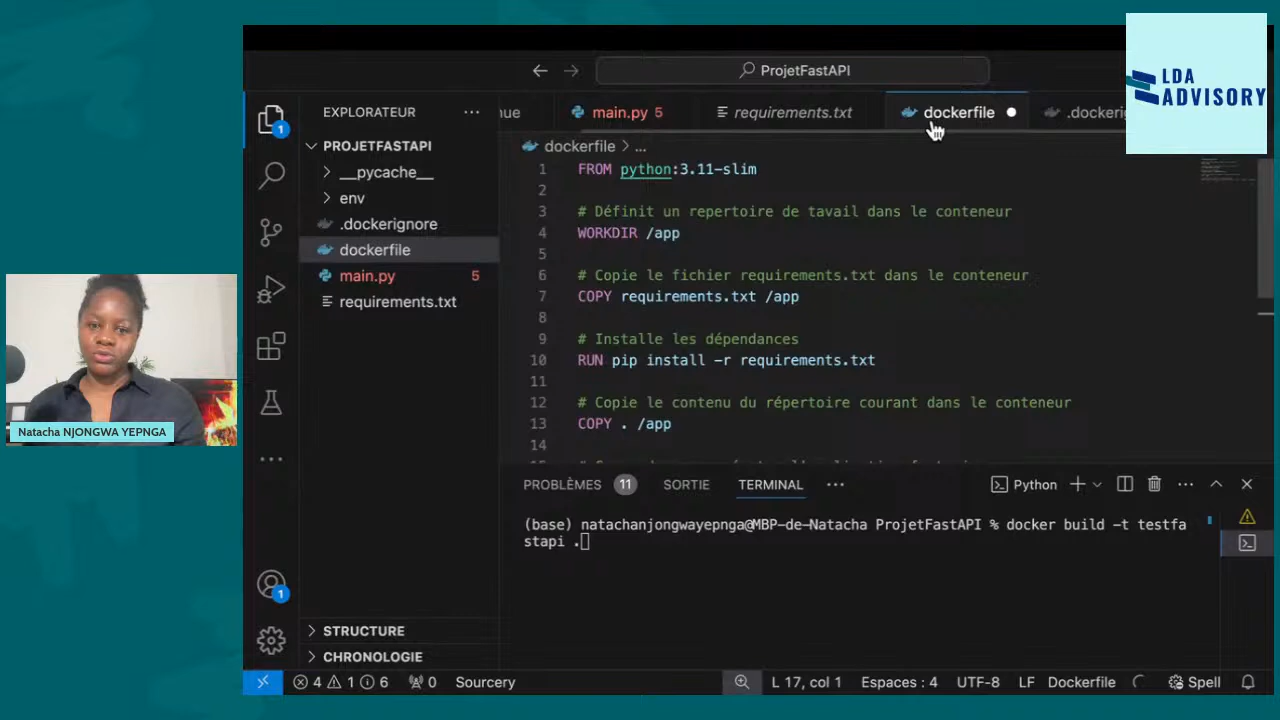 LDA
ADVISORY
ProjetFastAPI
EXPLORATEUR
nue
main.py 5
requirements.txt
dockerfile
.dockerig
PROJETFASTAPI
__pycache__
env
.dockerignore
dockerfile
main.py 5
requirements.txt
dockerfile > ...
1 FROM python:3.11-slim
2
3 # Définit un repertoire de tavail dans le conteneur
4 WORKDIR /app
5
6 # Copie le fichier requirements.txt dans le conteneur
7 COPY requirements.txt /app
8
9 # Installe les dépendances
10 RUN pip install -r requirements.txt
11
12 # Copie le contenu du répertoire courant dans le conteneur
13 COPY . /app
14
1
1
Natacha NJONGWA YEPNGA
PROBLÈMES 11 SORTIE TERMINAL
Python
(base) natachanjongwayepnga@MBP-de-Natacha ProjetFastAPI % docker build -t testfa
stapi .
STRUCTURE
CHRONOLOGIE
4 1 6 0 Sourcery
L 17, col 1 Espaces : 4 UTF-8 LF Dockerfile Spell